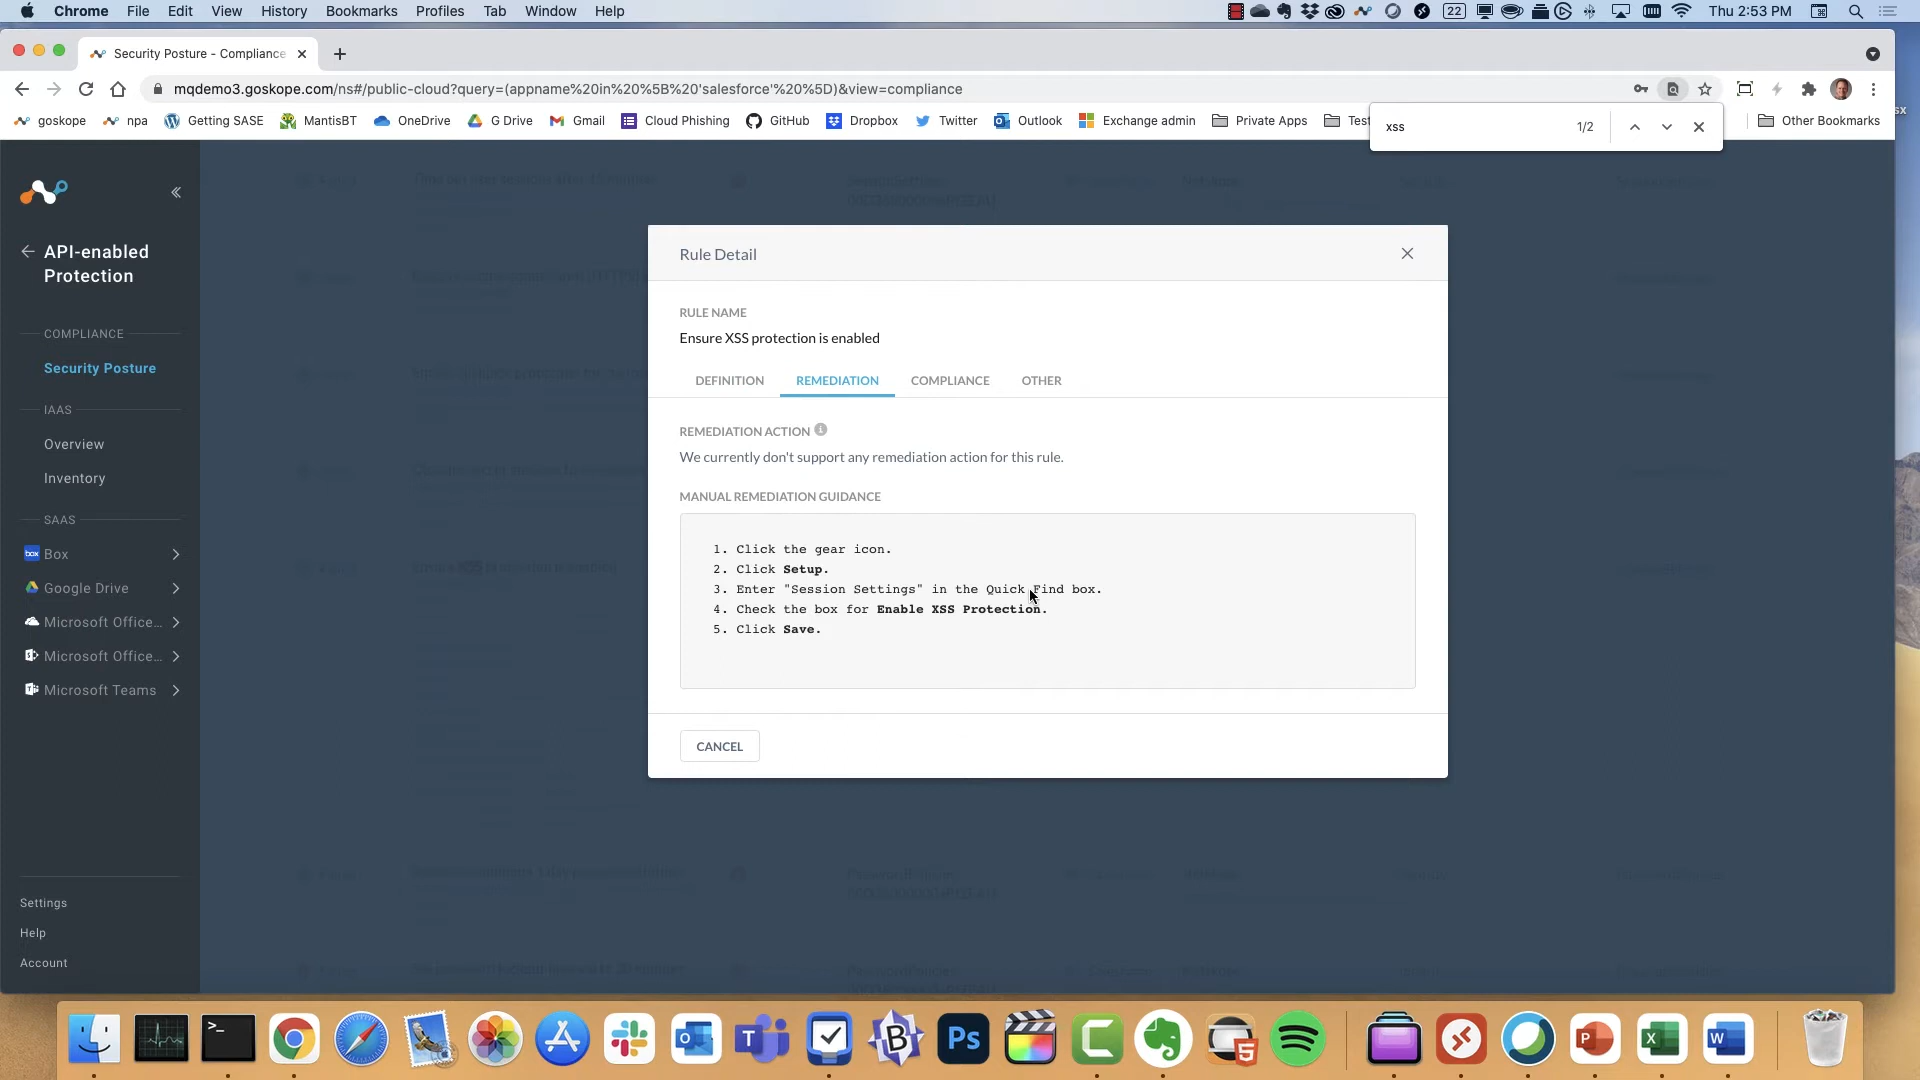 Chrome File Edit View History Bookmarks Profiles Tab Window Help
22 Thu 2:53 PM
Security Posture - Compliance
mqdemo3.goskope.com/ns#/public-cloud?query=(appname%20in%20%5B%20'salesforce'%20%5D)&view=compliance
goskope npa Getting SASE MantisBT OneDrive G Drive Gmail Cloud Phishing GitHub Dropbox Twitter Outlook Exchange admin Private Apps Test Other Bookmarks
xss 1/2
API-enabled
Protection
COMPLIANCE
Security Posture
IAAS
Overview
Inventory
SAAS
Box
Google Drive
Microsoft Office...
Microsoft Office...
Microsoft Teams
Settings
Help
Account
Rule Detail
RULE NAME
Ensure XSS protection is enabled
DEFINITION REMEDIATION COMPLIANCE OTHER
REMEDIATION ACTION
We currently don't support any remediation action for this rule.
MANUAL REMEDIATION GUIDANCE
1. Click the gear icon.
2. Click Setup.
3. Enter "Session Settings" in the Quick Find box.
4. Check the box for Enable XSS Protection.
5. Click Save.
CANCEL